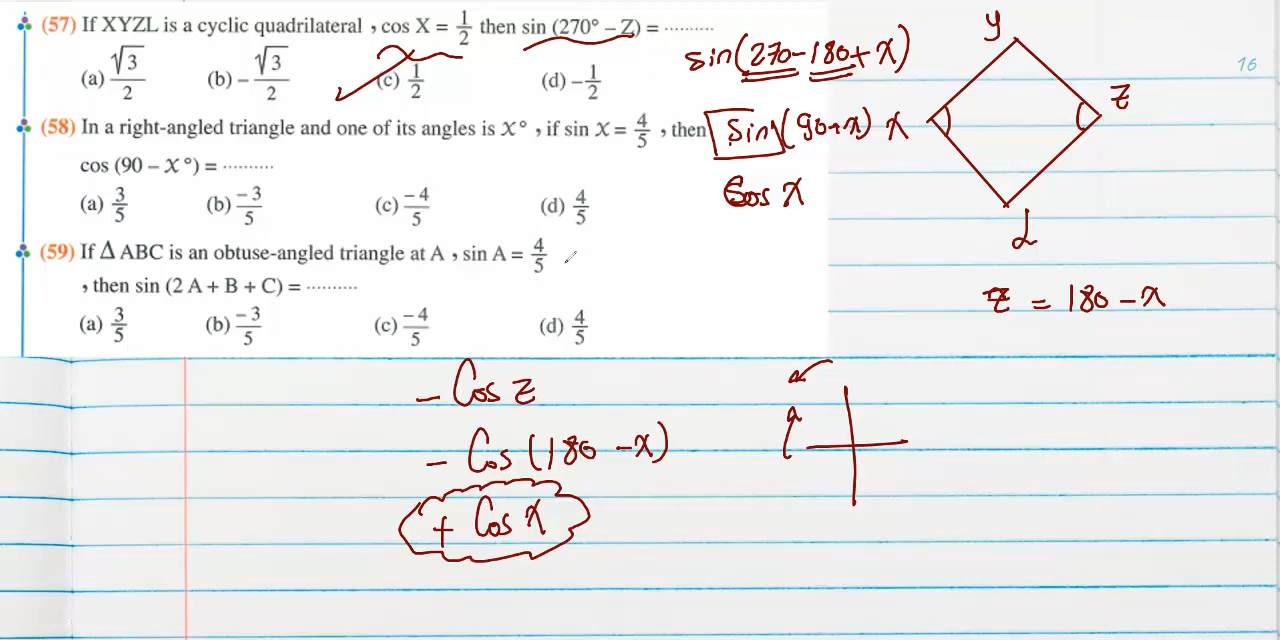 (57) If XYZL is a cyclic quadrilateral , cos X = 1/2 then sin (270° – Z) = ··········
(a) √3/2 (b) – √3/2 (c) 1/2 (d) – 1/2
(58) In a right-angled triangle and one of its angles is X° , if sin X = 4/5 , then
cos (90 – X°) = ··········
(a) 3/5 (b) –3/5 (c) –4/5 (d) 4/5
(59) If Δ ABC is an obtuse-angled triangle at A , sin A = 4/5
, then sin (2 A + B + C) = ··········
(a) 3/5 (b) –3/5 (c) –4/5 (d) 4/5
sin(270-180+x)
Sin(90+x)
Cos x
y
z
x
L
z = 180 - x
16
- Cos z
- Cos(180 - x)
+ Cos x